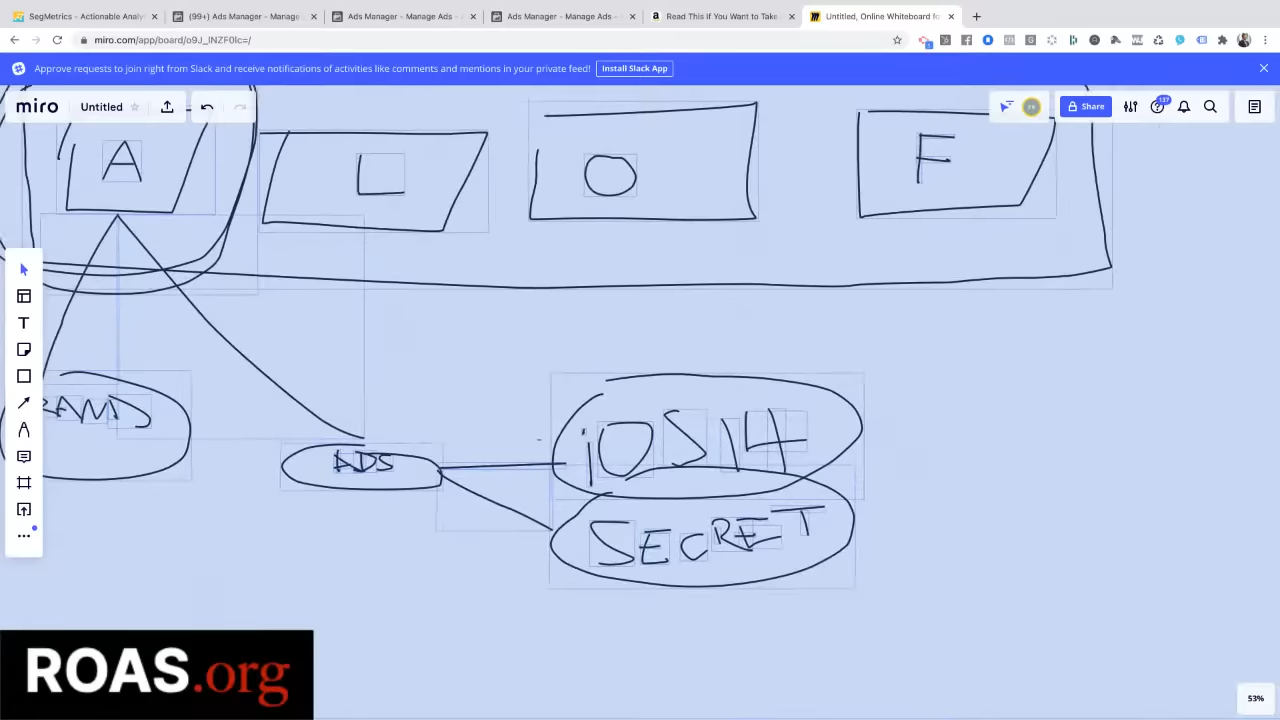 SegMetrics - Actionable Analy
(99+) Ads Manager - Manage
Ads Manager - Manage Ads -
Ads Manager - Manage Ads -
Read This if You Want to Take
Untitled, Online Whiteboard fo
miro.com/app/board/o9J_lNZF0lc=/
Approve requests to join right from Slack and receive notifications of activities like comments and mentions in your private feed! Install Slack App
miro Untitled Share 137
A L O F
ADS
iOS14
SECRET
ROAS.org
53%